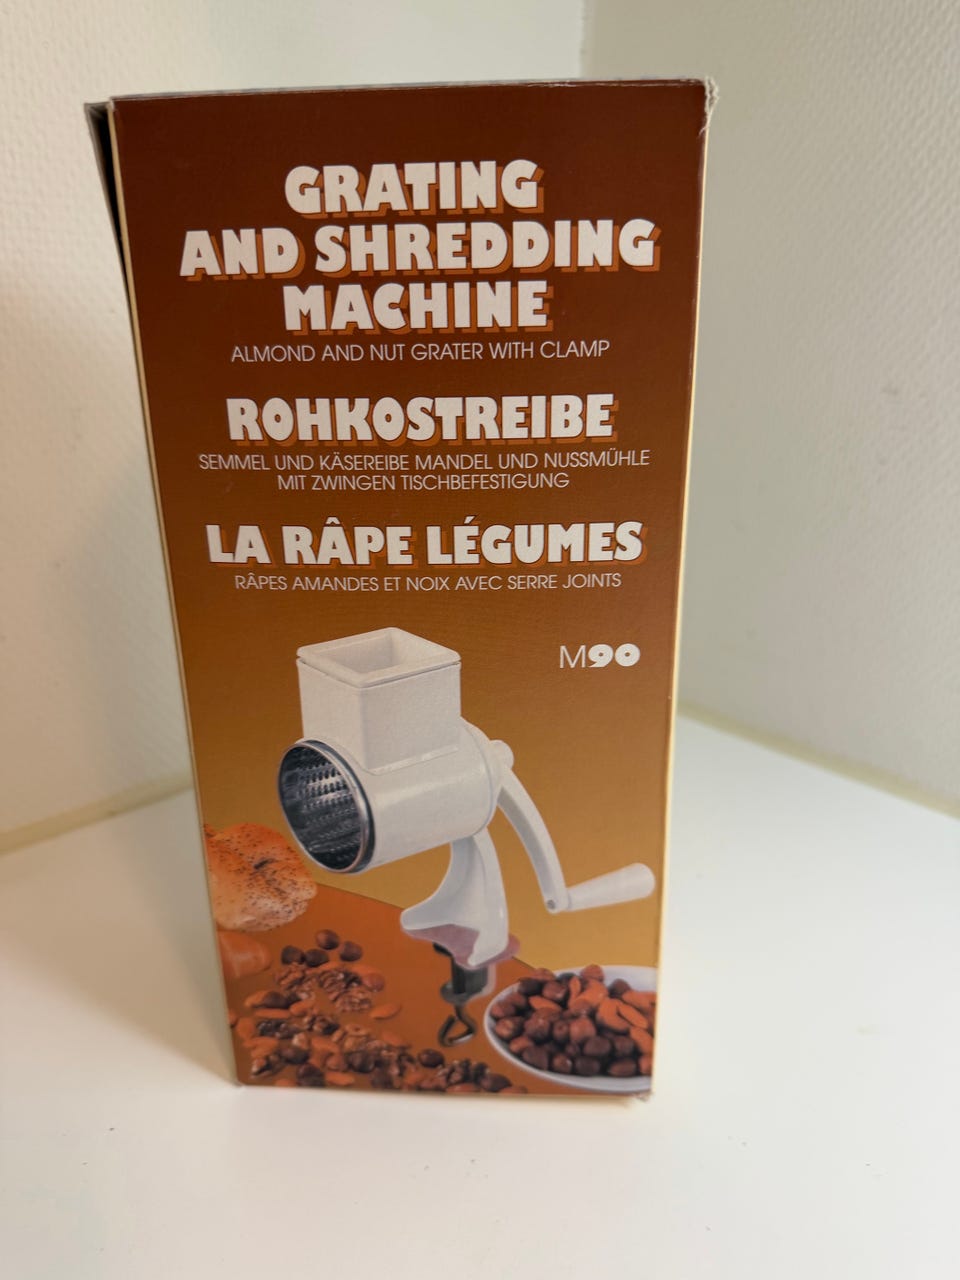 GRATING
AND SHREDDING
MACHINE
ALMOND AND NUT GRATER WITH CLAMP
ROHKOSTREIBE
SEMMEL UND KÄSEREIBE MANDEL UND NUSSMÜHLE
MIT ZWINGEN TISCHBEFESTIGUNG
LA RÂPE LÉGUMES
RÂPES AMANDES ET NOIX AVEC SERRE JOINTS
M90